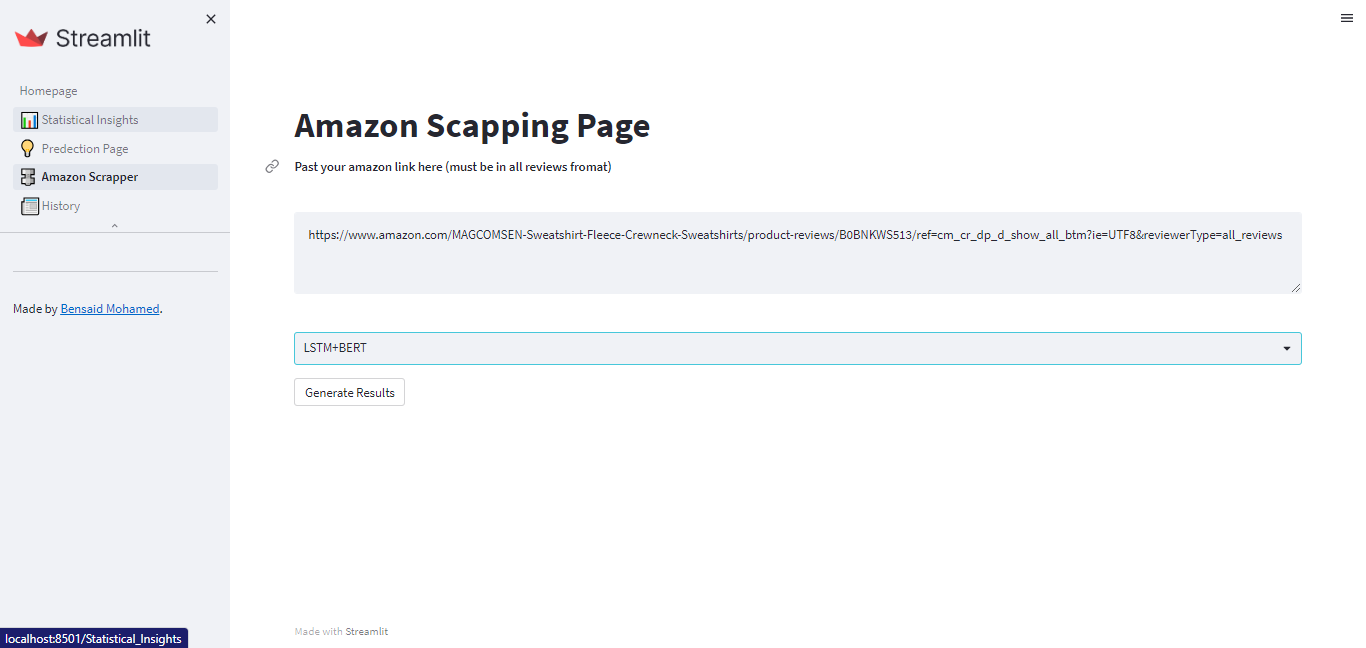 Streamlit
Homepage
Statistical Insights
Predection Page
Amazon Scrapper
History
Made by Bensaid Mohamed.
Amazon Scapping Page
Past your amazon link here (must be in all reviews fromat)
https://www.amazon.com/MAGCOMSEN-Sweatshirt-Fleece-Crewneck-Sweatshirts/product-reviews/B0BNKWS513/ref=cm_cr_dp_d_show_all_btm?ie=UTF8&reviewerType=all_reviews
LSTM+BERT
Generate Results
Made with Streamlit
localhost:8501/Statistical_Insights